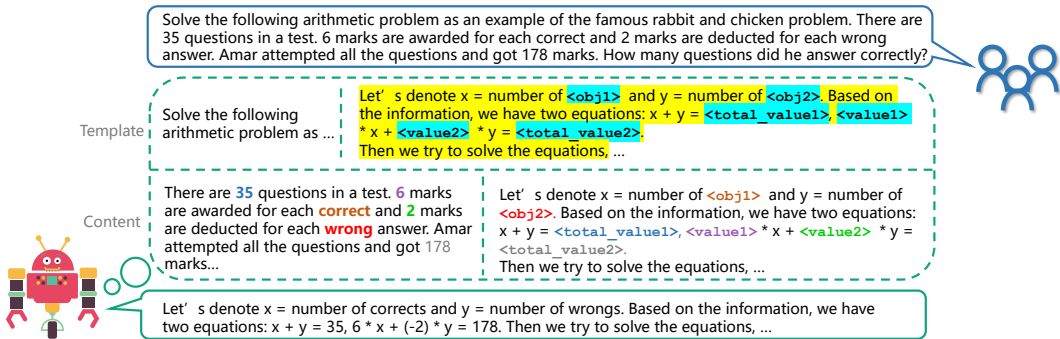 Solve the following arithmetic problem as an example of the famous rabbit and chicken problem. There are
35 questions in a test. 6 marks are awarded for each correct and 2 marks are deducted for each wrong
answer. Amar attempted all the questions and got 178 marks. How many questions did he answer correctly?
Template
Solve the following
arithmetic problem as ...
Let's denote x = number of <obj1> and y = number of <obj2>. Based on
the information, we have two equations: x + y = <total_value1>, <value1>
* x + <value2> * y = <total_value2>.
Then we try to solve the equations, ...
Content
There are 35 questions in a test. 6 marks
are awarded for each correct and 2 marks
are deducted for each wrong answer. Amar
attempted all the questions and got 178
marks...
Let's denote x = number of <obj1> and y = number of
<obj2>. Based on the information, we have two equations:
x + y = <total_value1>, <value1> * x + <value2> * y =
<total_value2>.
Then we try to solve the equations, ...
Let's denote x = number of corrects and y = number of wrongs. Based on the information, we have
two equations: x + y = 35, 6 * x + (-2) * y = 178. Then we try to solve the equations, ...